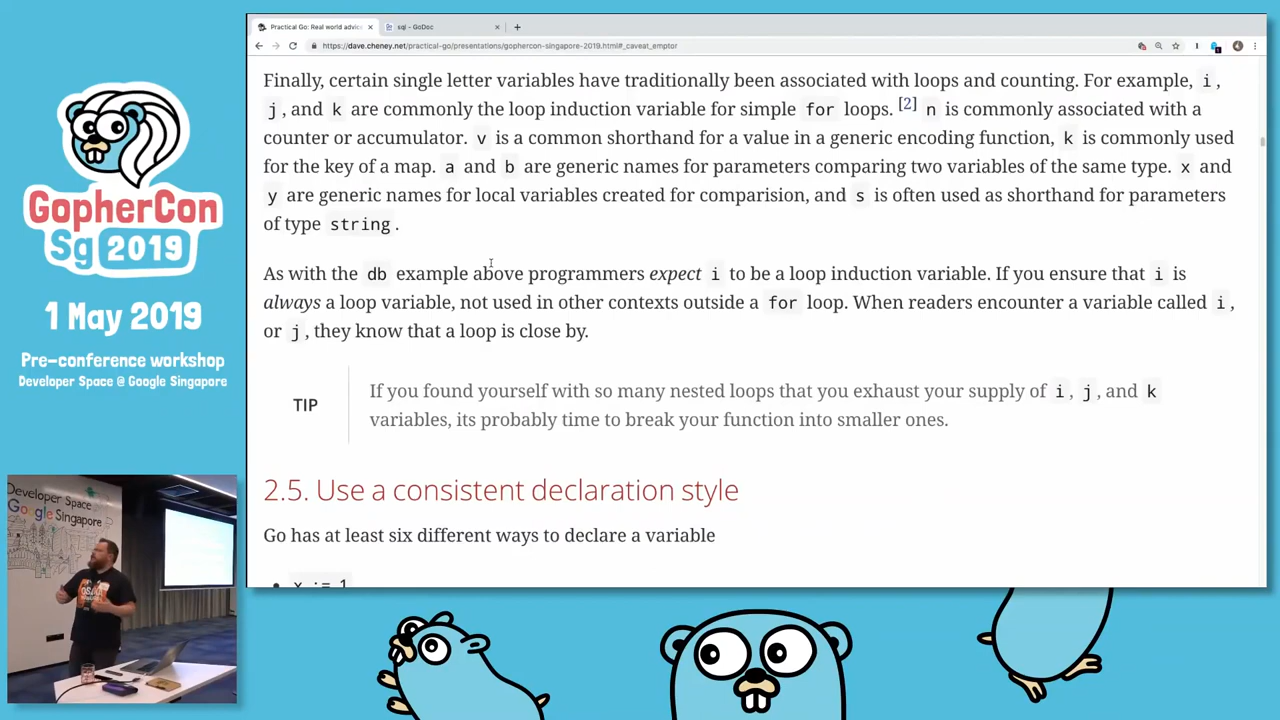 Practical Go: Real world advic
sql - GoDoc
https://dave.cheney.net/practical-go/presentations/gophercon-singapore-2019.html#_caveat_emptor
Finally, certain single letter variables have traditionally been associated with loops and counting. For example, i,
j, and k are commonly the loop induction variable for simple for loops. [2] n is commonly associated with a
counter or accumulator. v is a common shorthand for a value in a generic encoding function, k is commonly used
for the key of a map. a and b are generic names for parameters comparing two variables of the same type. x and
y are generic names for local variables created for comparision, and s is often used as shorthand for parameters
of type string.
As with the db example above programmers expect i to be a loop induction variable. If you ensure that i is
always a loop variable, not used in other contexts outside a for loop. When readers encounter a variable called i,
or j, they know that a loop is close by.
TIP
If you found yourself with so many nested loops that you exhaust your supply of i, j, and k
variables, its probably time to break your function into smaller ones.
2.5. Use a consistent declaration style
Go has at least six different ways to declare a variable
• x := 1
GopherCon
Sg 2019
1 May 2019
Pre-conference workshop
Developer Space @ Google Singapore
Developer Space
Google Singapore